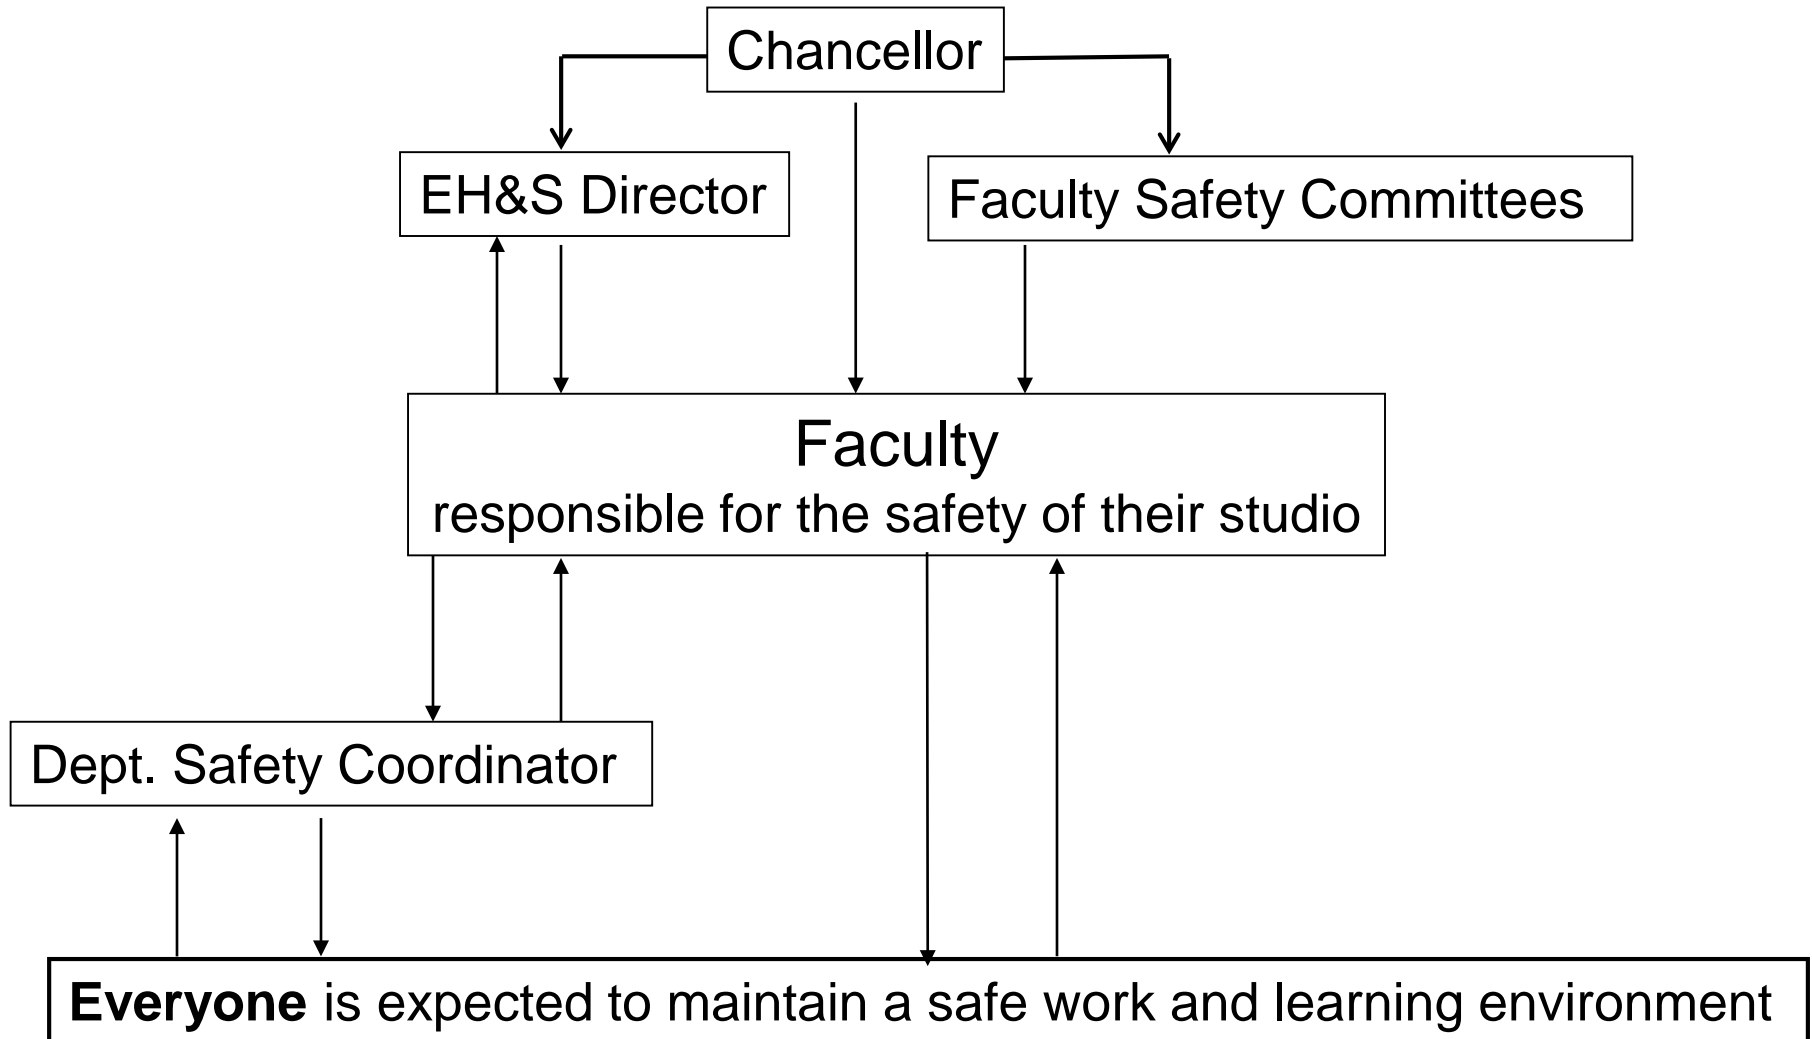 Chancellor
EH&S Director
Faculty Safety Committees
Faculty
responsible for the safety of their studio
Dept. Safety Coordinator
Everyone is expected to maintain a safe work and learning environment